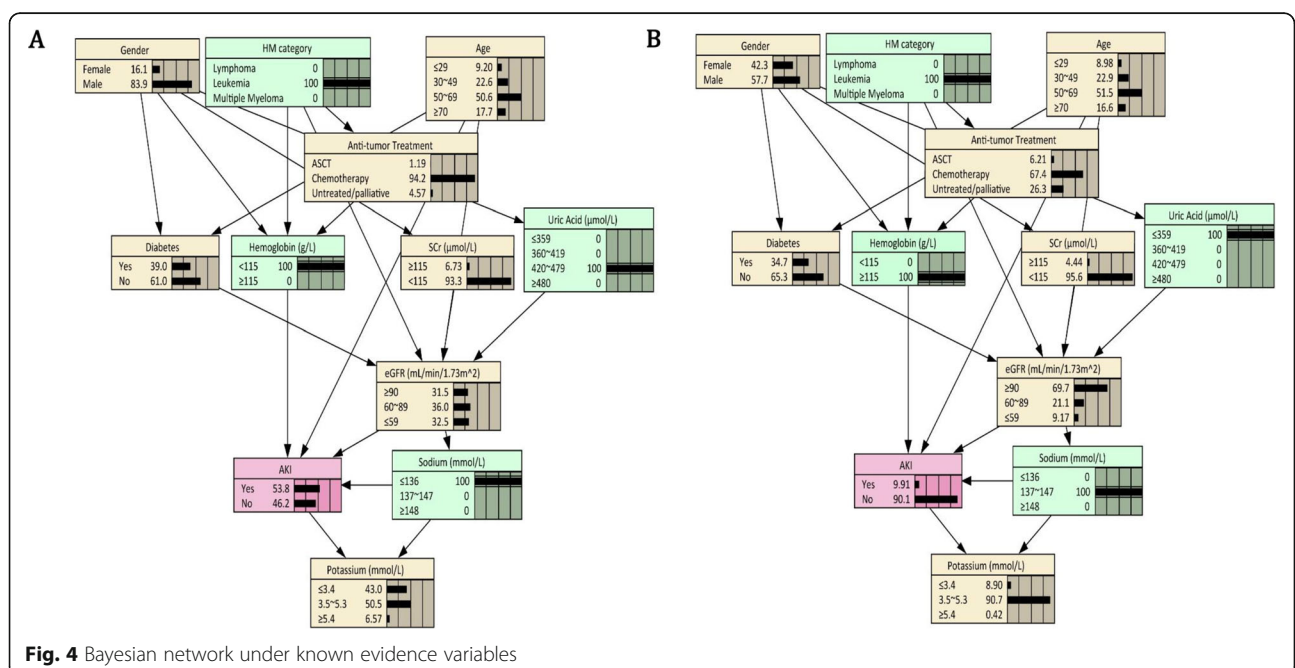 A
Gender
Female 16.1
Male 83.9
HM category
Lymphoma 0
Leukemia 100
Multiple Myeloma 0
Age
≤29 9.20
30~49 22.6
50~69 50.6
≥70 17.7
Anti-tumor Treatment
ASCT 1.19
Chemotherapy 94.2
Untreated/palliative 4.57
Diabetes
Yes 39.0
No 61.0
Hemoglobin (g/L)
<115 100
≥115 0
SCr (μmol/L)
≥115 6.73
<115 93.3
Uric Acid (μmol/L)
≤359 0
360~419 0
420~479 100
≥480 0
eGFR (mL/min/1.73m^2)
≥90 31.5
60~89 36.0
≤59 32.5
AKI
Yes 53.8
No 46.2
Sodium (mmol/L)
≤136 100
137~147 0
≥148 0
Potassium (mmol/L)
≤3.4 43.0
3.5~5.3 50.5
≥5.4 6.57
B
Gender
Female 42.3
Male 57.7
HM category
Lymphoma 0
Leukemia 100
Multiple Myeloma 0
Age
≤29 8.98
30~49 22.9
50~69 51.5
≥70 16.6
Anti-tumor Treatment
ASCT 6.21
Chemotherapy 67.4
Untreated/palliative 26.3
Diabetes
Yes 34.7
No 65.3
Hemoglobin (g/L)
<115 0
≥115 100
SCr (μmol/L)
≥115 4.44
<115 95.6
Uric Acid (μmol/L)
≤359 100
360~419 0
420~479 0
≥480 0
eGFR (mL/min/1.73m^2)
≥90 69.7
60~89 21.1
≤59 9.17
AKI
Yes 9.91
No 90.1
Sodium (mmol/L)
≤136 0
137~147 100
≥148 0
Potassium (mmol/L)
≤3.4 8.90
3.5~5.3 90.7
≥5.4 0.42
Fig. 4 Bayesian network under known evidence variables